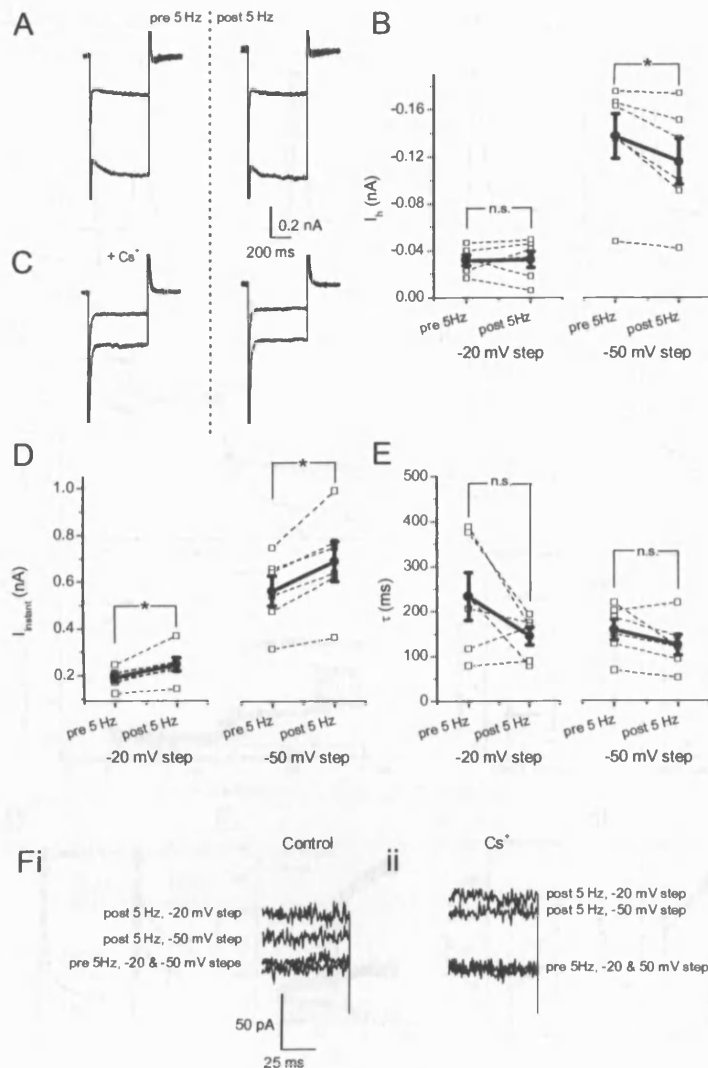 A
pre 5 Hz
post 5 Hz
0.2 nA
200 ms
B
-0.16
-0.12
-0.08
-0.04
0.00
I_h (nA)
n.s.
*
pre 5Hz
post 5Hz
pre 5Hz
post 5Hz
-20 mV step
-50 mV step
C
+ Cs+
D
1.0
0.8
0.6
0.4
0.2
I_instant (nA)
*
*
pre 5 Hz
post 5 Hz
pre 5 Hz
post 5 Hz
-20 mV step
-50 mV step
E
500
400
300
200
100
0
τ (ms)
n.s
n.s.
pre 5 Hz
post 5 Hz
pre 5 Hz
post 5 Hz
-20 mV step
-50 mV step
Fi
Control
post 5 Hz, -20 mV step
post 5 Hz, -50 mV step
pre 5Hz, -20 & -50 mV steps
50 pA
25 ms
ii
Cs+
post 5 Hz, -20 mV step
post 5 Hz, -50 mV step
pre 5Hz, -20 & 50 mV step